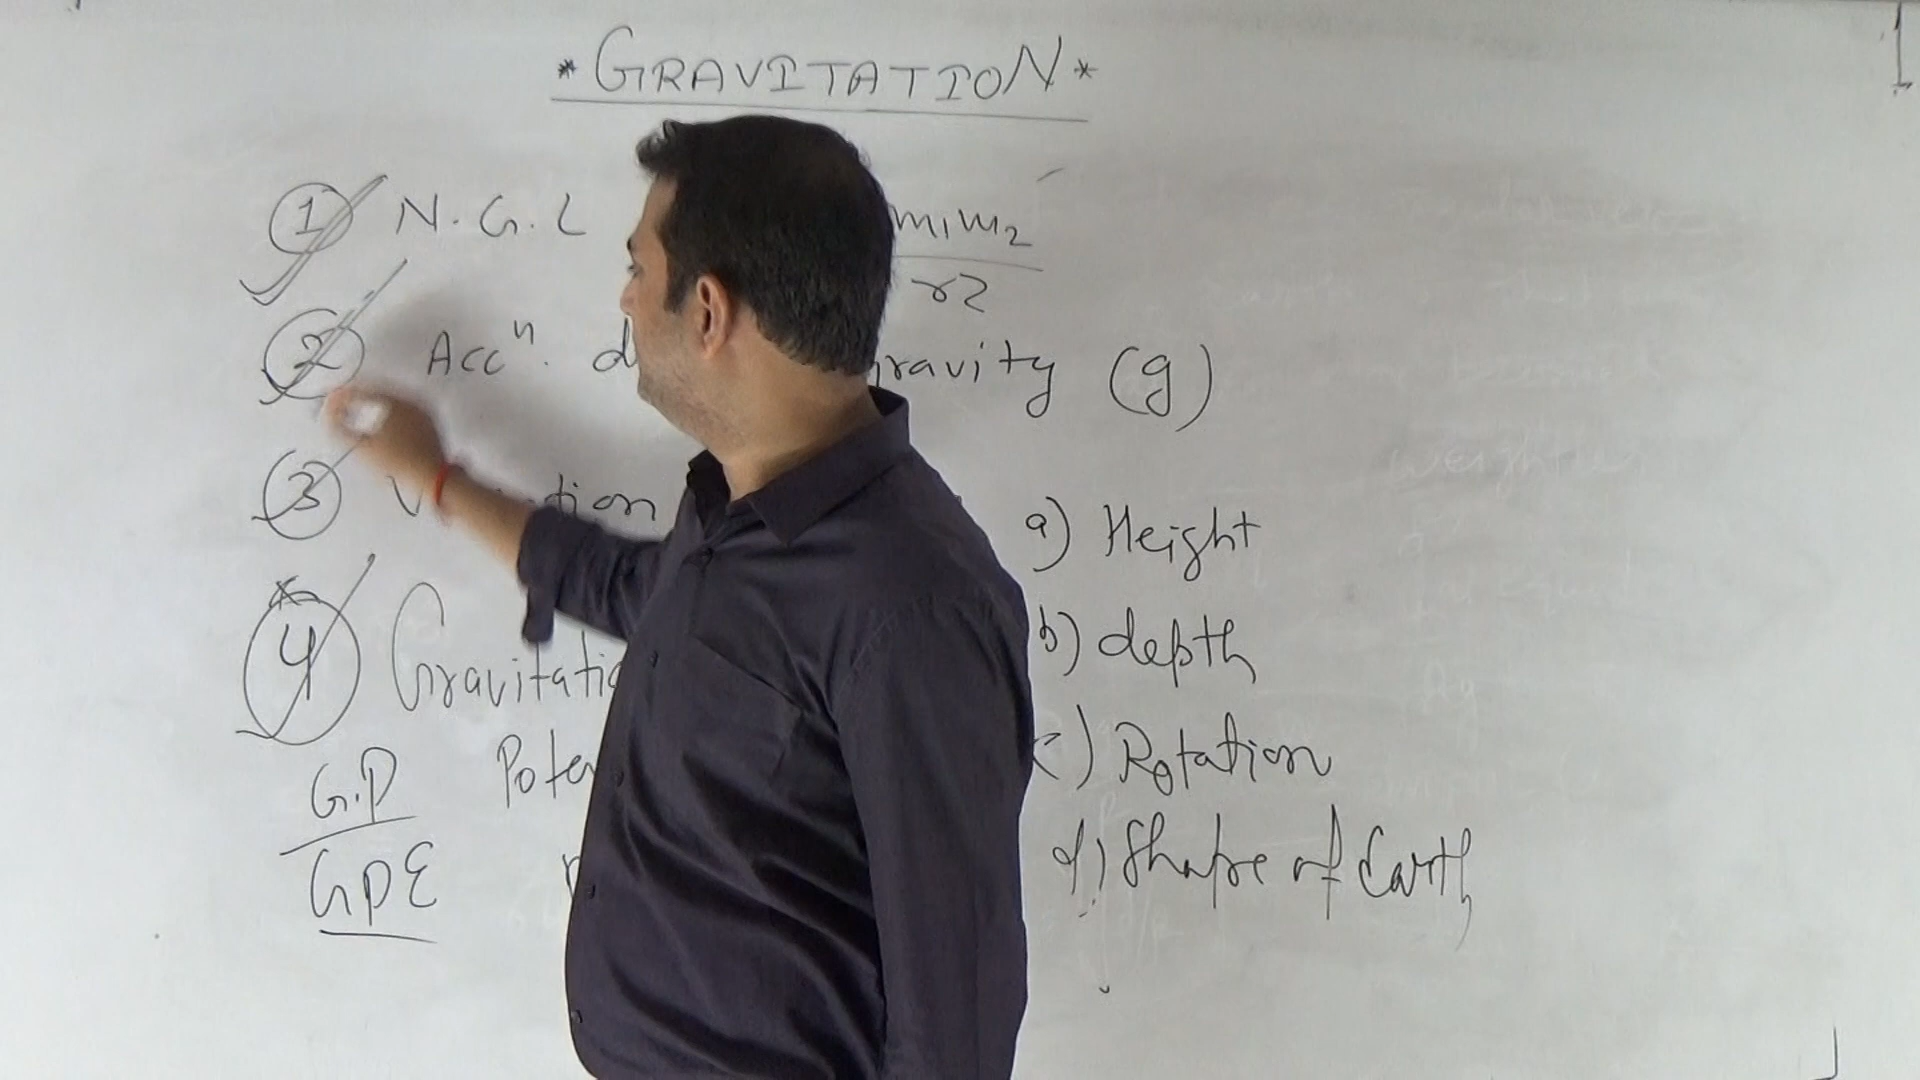 * GRAVITATION *
1 N.G.L m1m2
r2
2 Accⁿ. d ravity (g)
3 V tion a) Height
4 Gravitatio b) depth
G.P Poten c) Rotation
GPE d) Shape of Earth